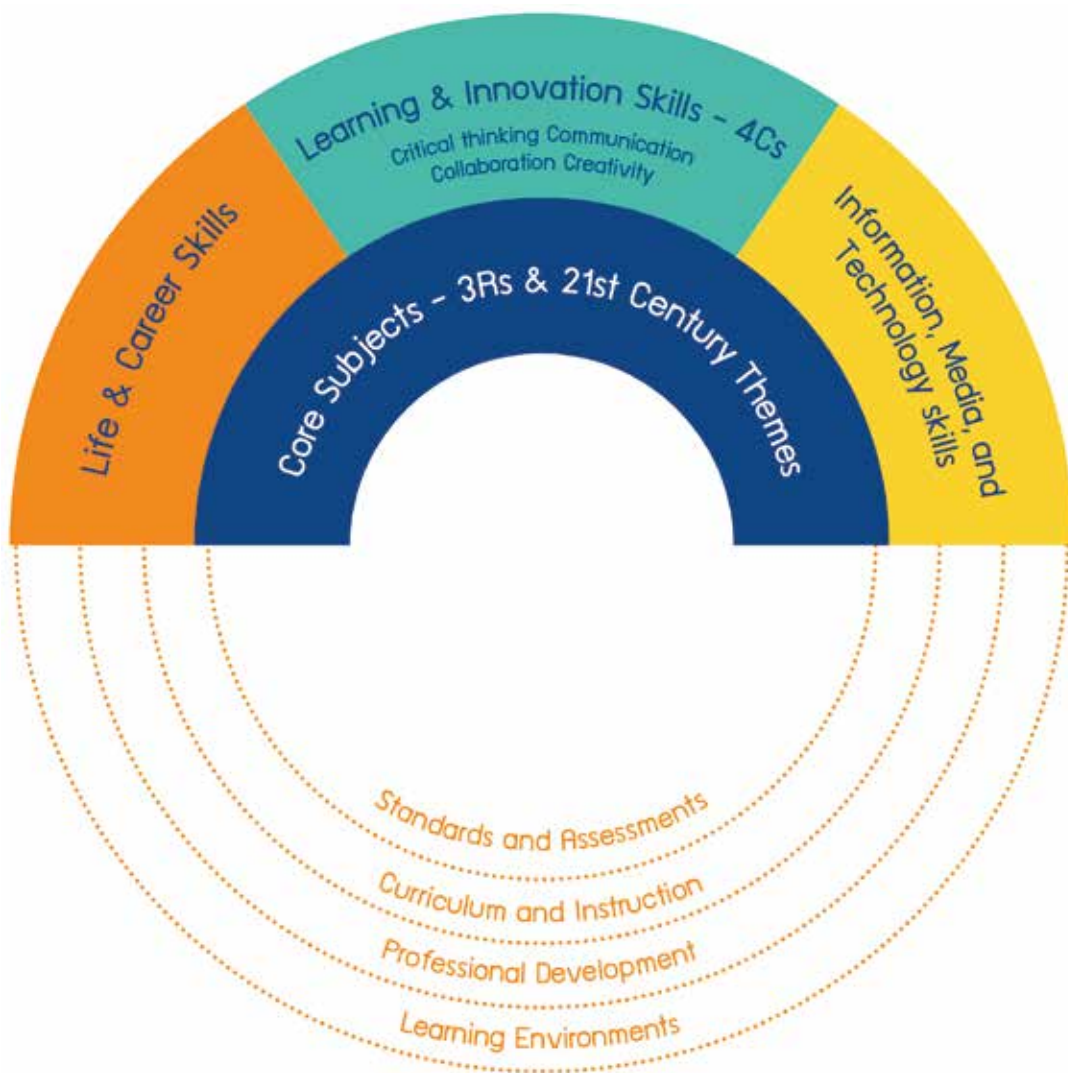 Learning & Innovation Skills - 4Cs
Critical thinking Communication
Collaboration Creativity
Life & Career Skills
Information, Media, and
Technology skills
Core Subjects - 3Rs & 21st Century Themes
Standards and Assessments
Curriculum and Instruction
Professional Development
Learning Environments